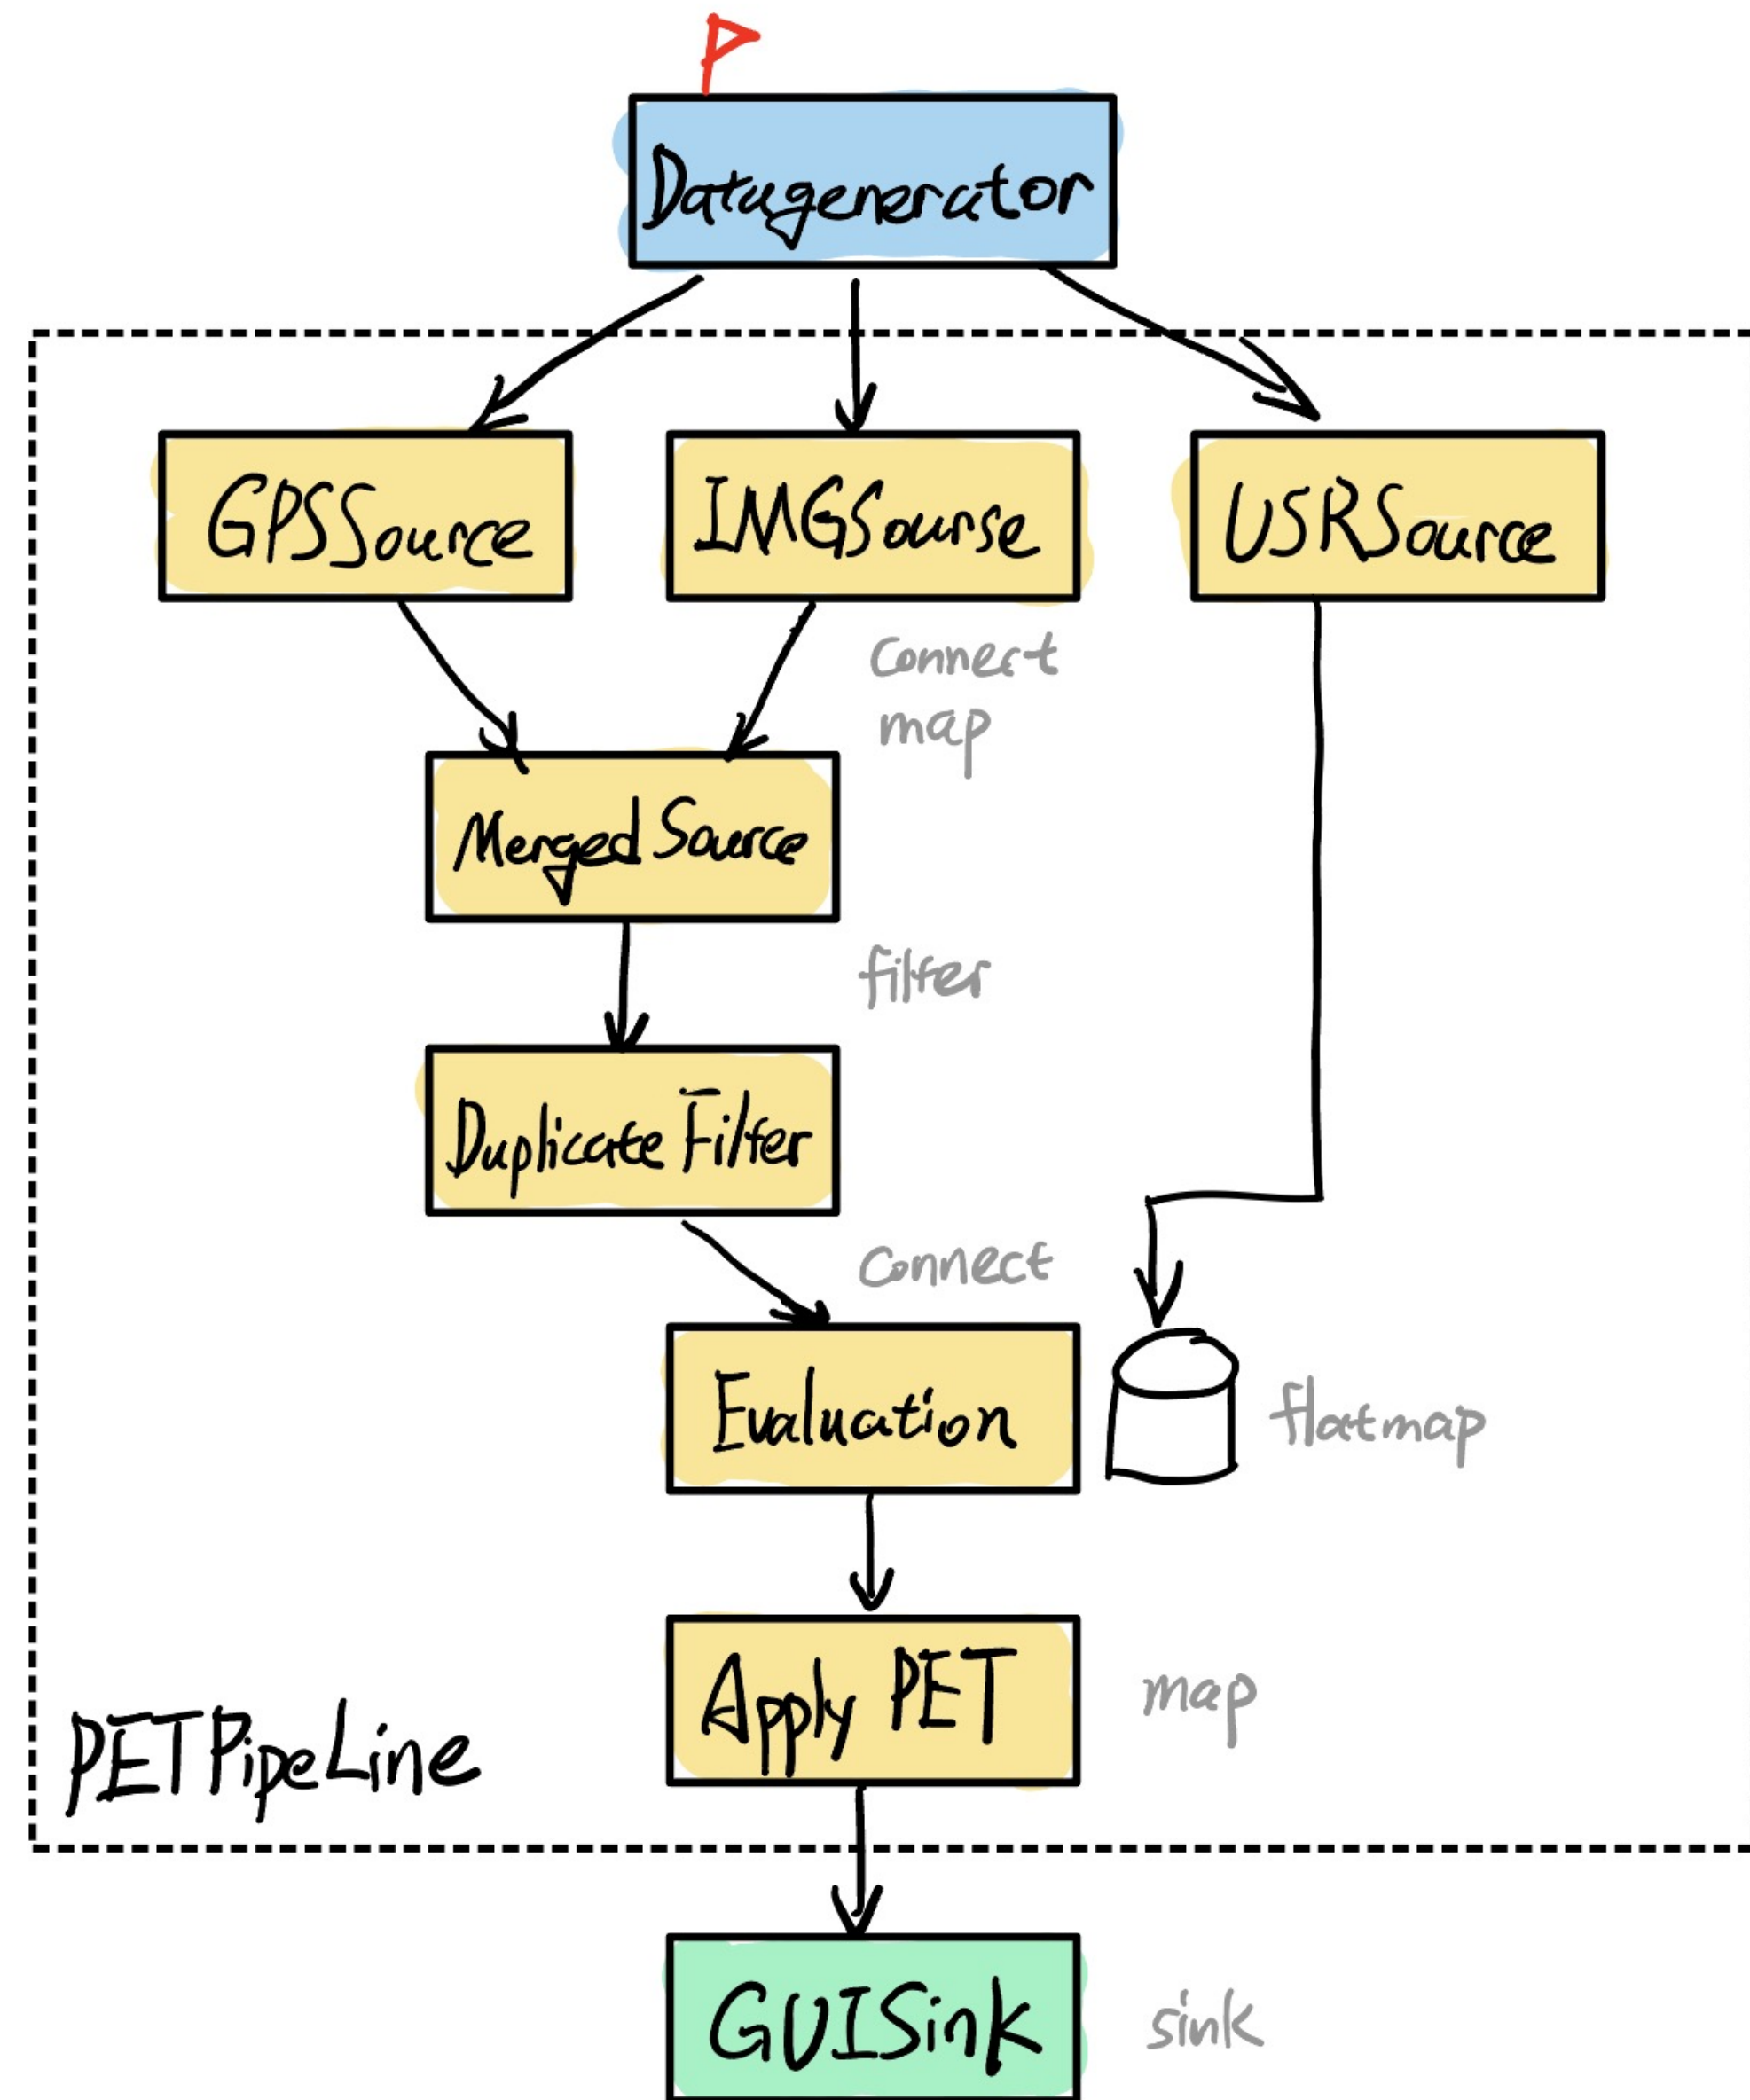 Datagenerator
GPSSource
IMGSourse
USRSource
Connect
map
Merged Source
filter
Duplicate Filter
Connect
Evaluation
flatmap
Apply PET
map
PETPipeLine
GUISink
sink